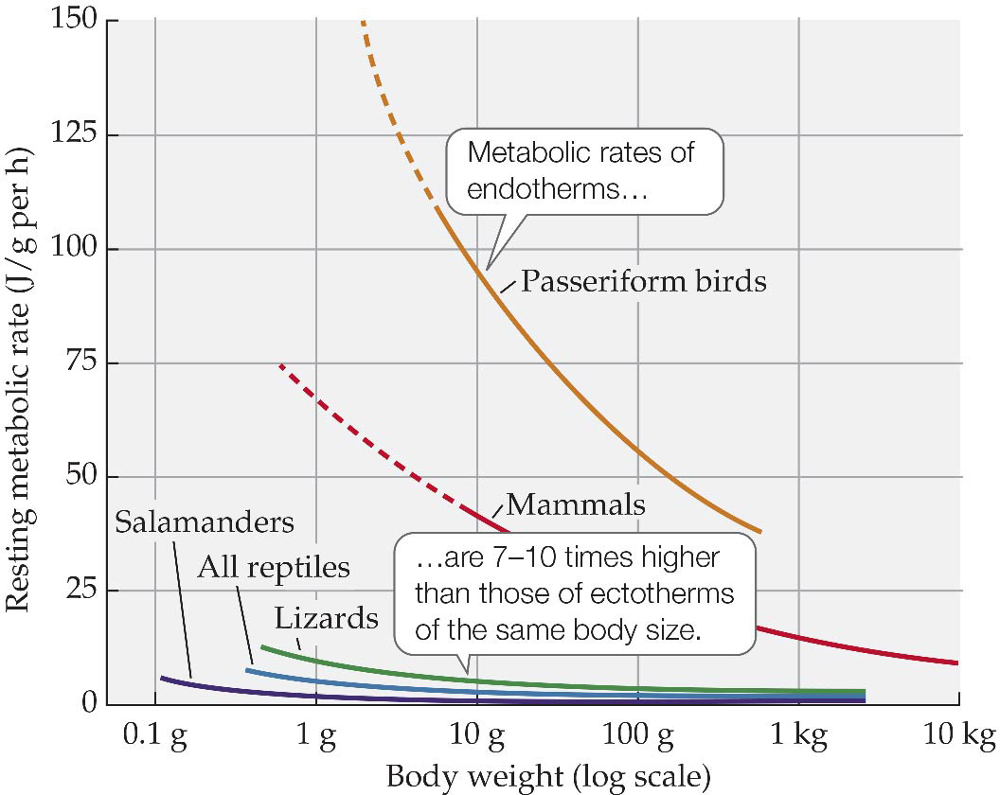 150
125
100
75
50
25
0
Resting metabolic rate (J/g per h)
Metabolic rates of
endotherms…
Passeriform birds
Mammals
Salamanders
All reptiles
Lizards
…are 7–10 times higher
than those of ectotherms
of the same body size.
0.1 g
1 g
10 g
100 g
1 kg
10 kg
Body weight (log scale)